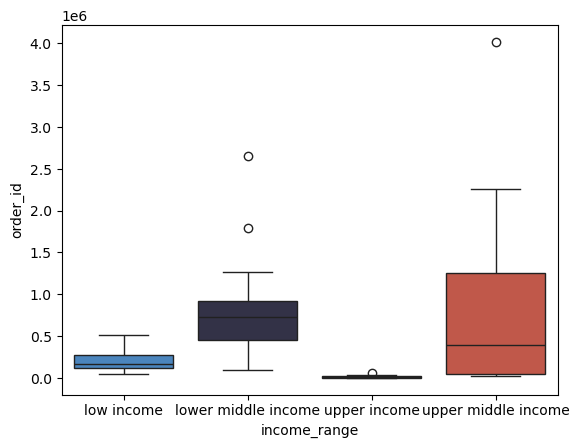 1e6
4.0
3.5
3.0
2.5
2.0
1.5
1.0
0.5
0.0
order_id
low income lower middle income upper income upper middle income
income_range